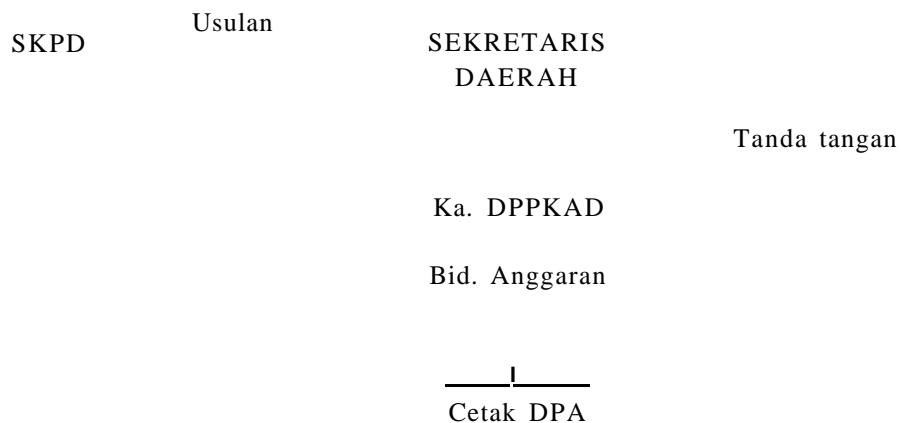 Usulan
SKPD
SEKRETARIS
DAERAH
Tanda tangan
Ka. DPPKAD
Bid. Anggaran
Cetak DPA